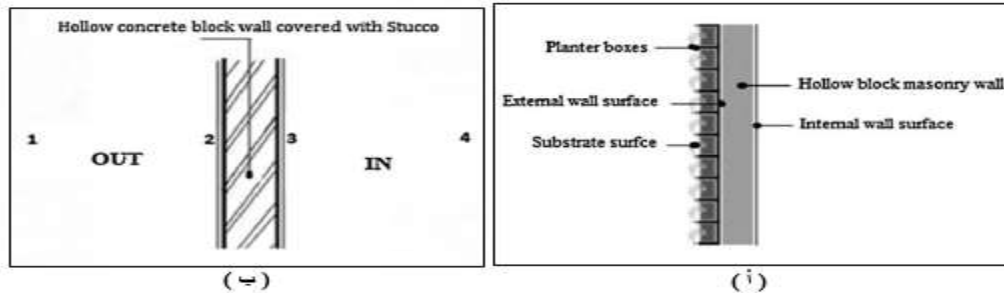 Hollow concrete block wall covered with Stucco
1
OUT
2
3
IN
4
(ب)
Planter boxes
External wall surface
Substrate surfce
Hollow block masonry wall
Internal wall surface
(أ)